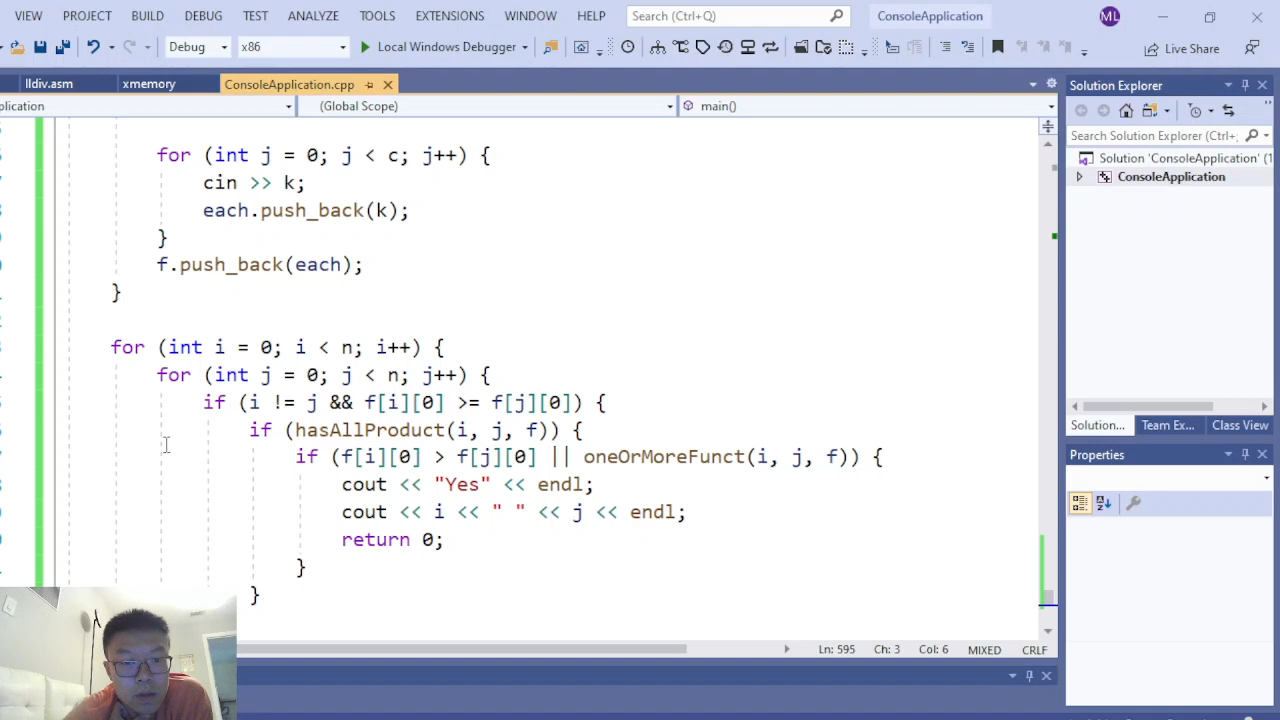 VIEW PROJECT BUILD DEBUG TEST ANALYZE TOOLS EXTENSIONS WINDOW HELP Search (Ctrl+Q) ConsoleApplication ML
Debug x86 Local Windows Debugger Live Share
lldiv.asm xmemory ConsoleApplication.cpp
plication (Global Scope) main()
for (int j = 0; j < c; j++) {
cin >> k;
each.push_back(k);
}
f.push_back(each);
}
for (int i = 0; i < n; i++) {
for (int j = 0; j < n; j++) {
if (i != j && f[i][0] >= f[j][0]) {
if (hasAllProduct(i, j, f)) {
if (f[i][0] > f[j][0] || oneOrMoreFunct(i, j, f)) {
cout << "Yes" << endl;
cout << i << " " << j << endl;
return 0;
}
}
Ln: 595 Ch: 3 Col: 6 MIXED CRLF
Solution Explorer
Search Solution Explorer (Ctrl+;
Solution 'ConsoleApplication' (1
ConsoleApplication
Solution... Team Ex... Class View
Properties